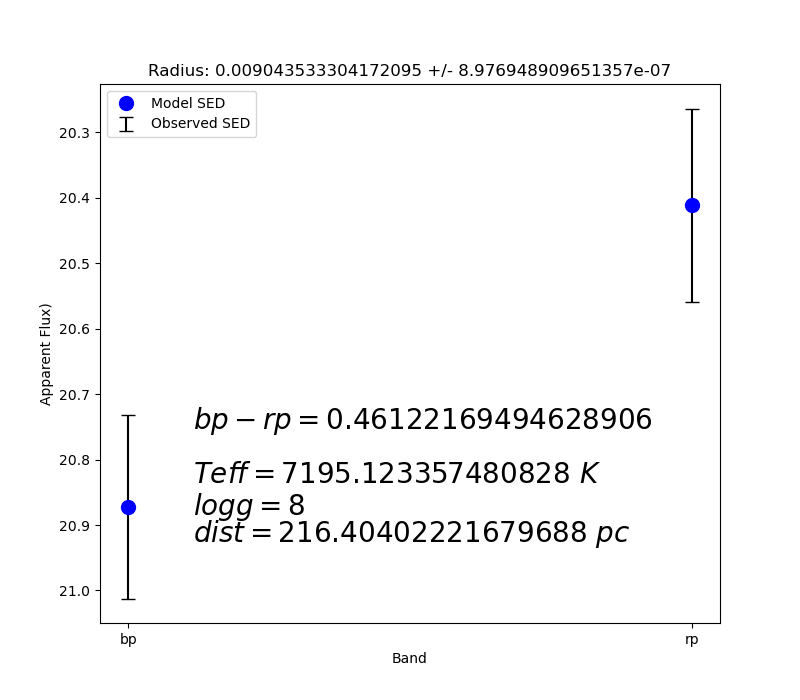 Radius: 0.009043533304172095 +/- 8.976948909651357e-07
Model SED
Observed SED
20.3
20.4
20.5
20.6
20.7
20.8
20.9
21.0
Apparent Flux)
bp − rp = 0.46122169494628906
Teff = 7195.123357480828 K
logg = 8
dist = 216.40402221679688 pc
bp rp
Band